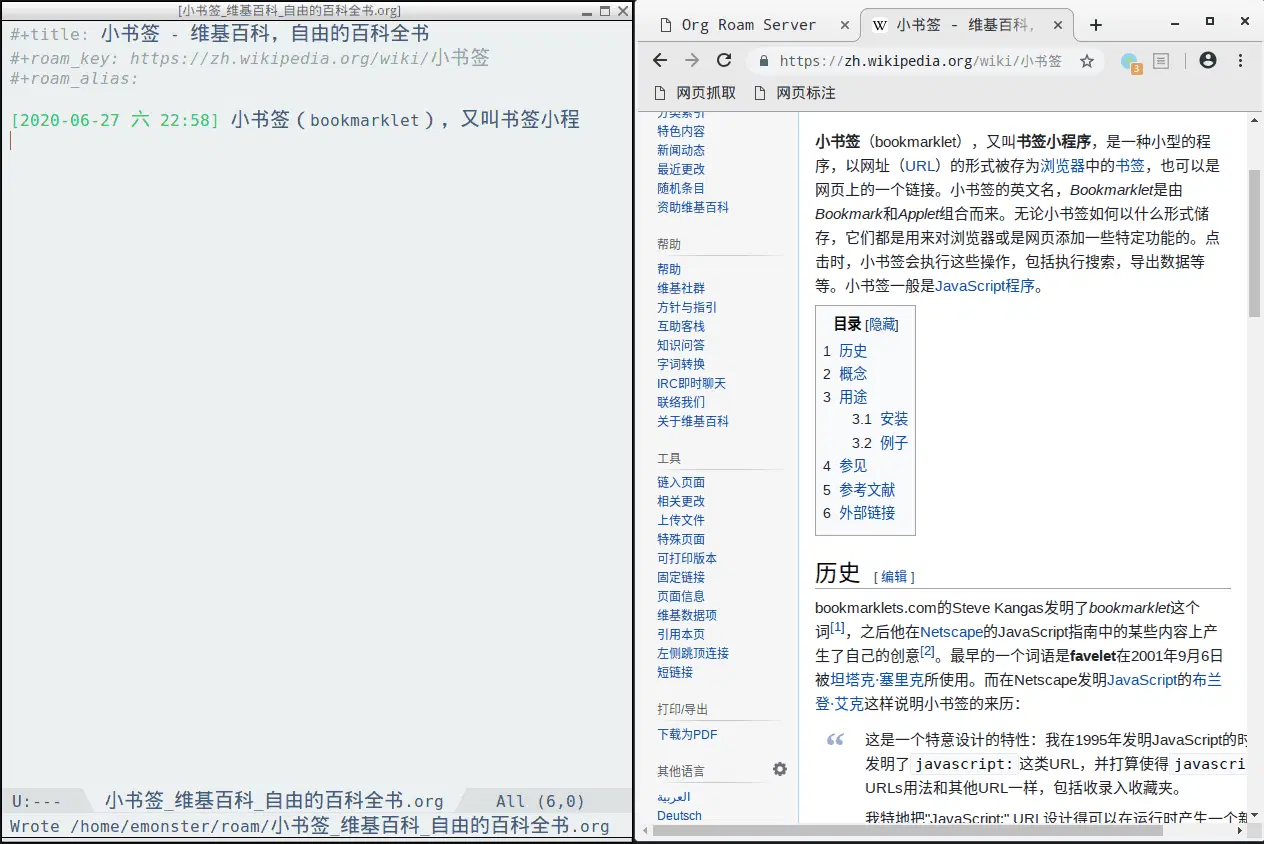 [小书签_维基百科_自由的百科全书.org]
#+title: 小书签 - 维基百科，自由的百科全书
#+roam_key: https://zh.wikipedia.org/wiki/小书签
#+roam_alias:
[2020-06-27 六 22:58] 小书签（bookmarklet），又叫书签小程
U:--- 小书签_维基百科_自由的百科全书.org All (6,0)
Wrote /home/emonster/roam/小书签_维基百科_自由的百科全书.org
Org Roam Server
小书签 - 维基百科,
https://zh.wikipedia.org/wiki/小书签
3
网页抓取 网页标注
分类索引
特色内容
新闻动态
最近更改
随机条目
资助维基百科
帮助
帮助
维基社群
方针与指引
互助客栈
知识问答
字词转换
IRC即时聊天
联络我们
关于维基百科
工具
链入页面
相关更改
上传文件
特殊页面
可打印版本
固定链接
页面信息
维基数据项
引用本页
左侧跳顶连接
短链接
打印/导出
下载为PDF
其他语言
العربية
Deutsch
小书签（bookmarklet），又叫书签小程序，是一种小型的程
序，以网址（URL）的形式被存为浏览器中的书签，也可以是
网页上的一个链接。小书签的英文名，Bookmarklet是由
Bookmark和Applet组合而来。无论小书签如何以什么形式储
存，它们都是用来对浏览器或是网页添加一些特定功能的。点
击时，小书签会执行这些操作，包括执行搜索，导出数据等
等。小书签一般是JavaScript程序。
目录 [隐藏]
1 历史
2 概念
3 用途
3.1 安装
3.2 例子
4 参见
5 参考文献
6 外部链接
历史 [ 编辑 ]
bookmarklets.com的Steve Kangas发明了bookmarklet这个
词[1]，之后他在Netscape的JavaScript指南中的某些内容上产
生了自己的创意[2]。最早的一个词语是favelet在2001年9月6日
被坦塔克·塞里克所使用。而在Netscape发明JavaScript的布兰
登·艾克这样说明小书签的来历：
“ 这是一个特意设计的特性：我在1995年发明JavaScript的时
发明了 javascript: 这类URL，并打算使得 javascri
URLs用法和其他URL一样，包括收录入收藏夹。
我特地把"JavaScript:" URL设计得可以在运行时产生一个新